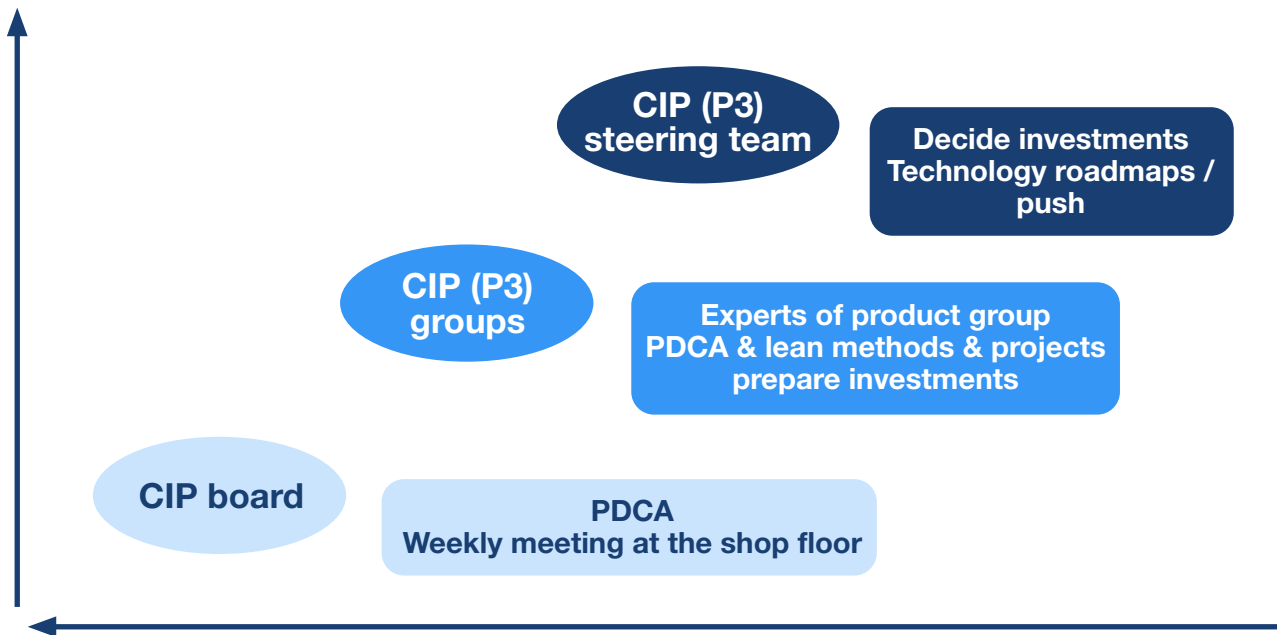 CIP (P3)
steering team
Decide investments
Technology roadmaps /
push
CIP (P3)
groups
Experts of product group
PDCA & lean methods & projects
prepare investments
CIP board
PDCA
Weekly meeting at the shop floor